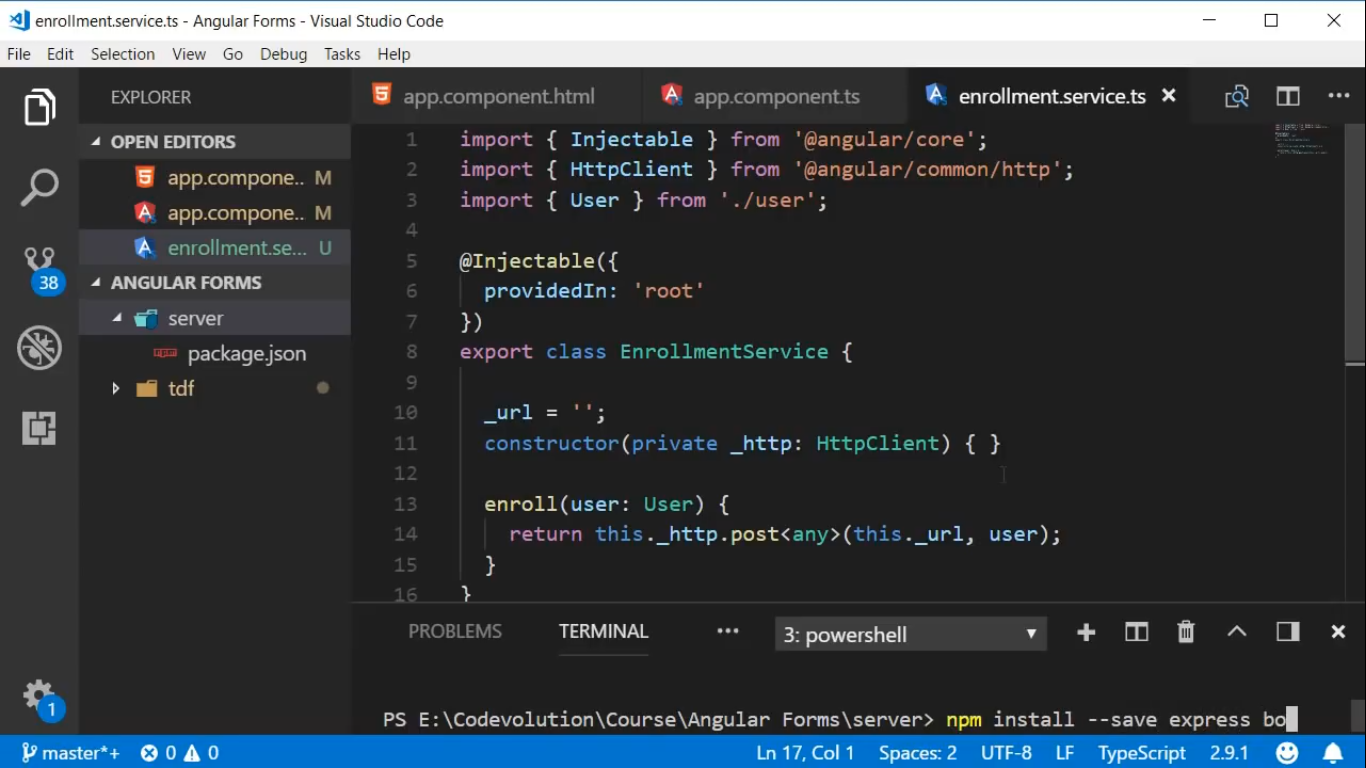 enrollment.service.ts - Angular Forms - Visual Studio Code
File Edit Selection View Go Debug Tasks Help
EXPLORER
OPEN EDITORS
app.compone.. M
app.compone.. M
enrollment.se... U
38
ANGULAR FORMS
server
npm package.json
tdf
1
app.component.html app.component.ts enrollment.service.ts
1 import { Injectable } from '@angular/core';
2 import { HttpClient } from '@angular/common/http';
3 import { User } from './user';
4
5 @Injectable({
6 providedIn: 'root'
7 })
8 export class EnrollmentService {
9
10 _url = '';
11 constructor(private _http: HttpClient) { }
12
13 enroll(user: User) {
14 return this._http.post<any>(this._url, user);
15 }
16 }
PROBLEMS TERMINAL ... 3: powershell
PS E:\Codevolution\Course\Angular Forms\server> npm install --save express bo
master*+ 0 0 Ln 17, Col 1 Spaces: 2 UTF-8 LF TypeScript 2.9.1